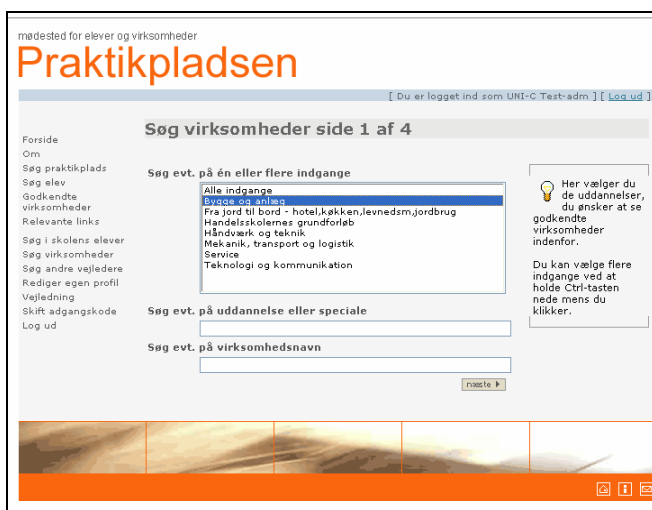 mødested for elever og virksomheder
Praktikpladsen
[ Du er logget ind som UNI-C Test-adm ] [ Log ud ]
Forside
Om
Søg praktikplads
Søg elev
Godkendte
virksomheder
Relevante links
Søg i skolens elever
Søg virksomheder
Søg andre vejledere
Rediger egen profil
Vejledning
Skift adgangskode
Log ud
Søg virksomheder side 1 af 4
Søg evt. på én eller flere indgange
Alle indgange
Bygge og anlæg
Fra jord til bord - hotel,køkken,levnedsm,jordbrug
Handelsskolernes grundforløb
Håndværk og teknik
Mekanik, transport og logistik
Service
Teknologi og kommunikation
Søg evt. på uddannelse eller speciale
Søg evt. på virksomhedsnavn
næste
Her vælger du
de uddannelser,
du ønsker at se
godkendte
virksomheder
indenfor.
Du kan vælge flere
indgange ved at
holde Ctrl-tasten
nede mens du
klikker.